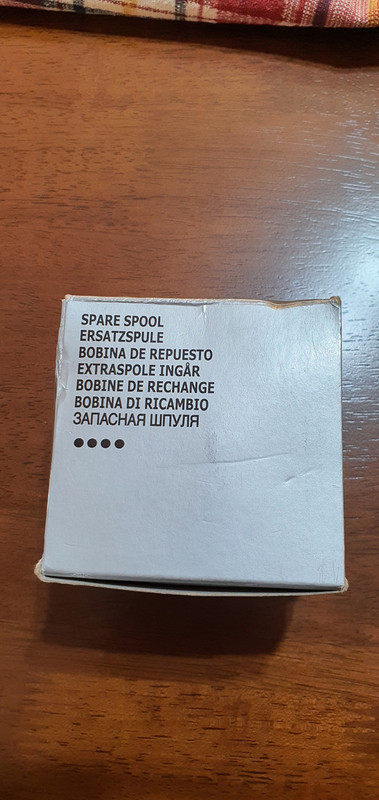 SPARE SPOOL
ERSATZSPULE
BOBINA DE REPUESTO
EXTRASPOLE INGÅR
BOBINE DE RECHANGE
BOBINA DI RICAMBIO
ЗАПАСНАЯ ШПУЛЯ